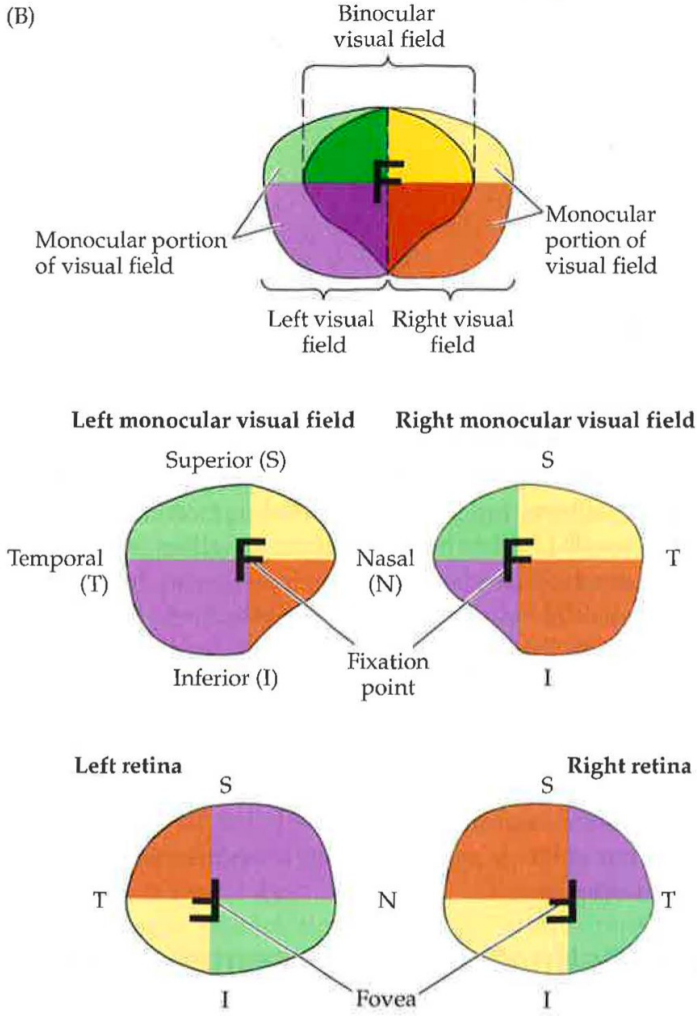 (B)
Binocular
visual field
F
Monocular portion
of visual field
Monocular
portion of
visual field
Left visual
field
Right visual
field
Left monocular visual field
Right monocular visual field
Superior (S)
S
Temporal
(T)
F
Nasal
(N)
F
T
Inferior (I)
Fixation
point
I
Left retina
Right retina
S
S
T
F
N
F
T
I
Fovea
I